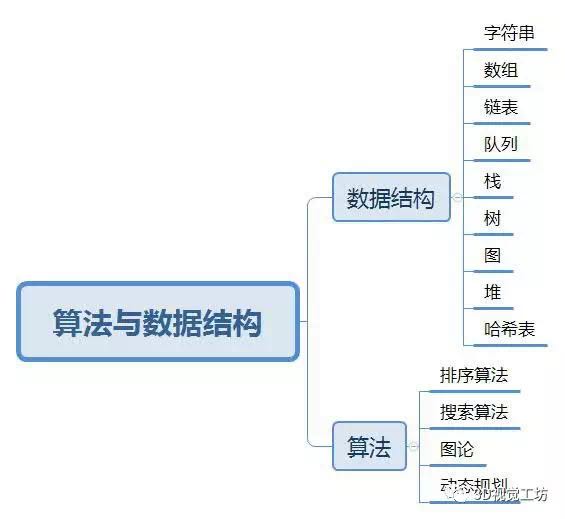 字符串
数组
链表
队列
数据结构
栈
树
图
堆
算法与数据结构
哈希表
排序算法
搜索算法
算法
图论
动态规划
3D视觉工坊